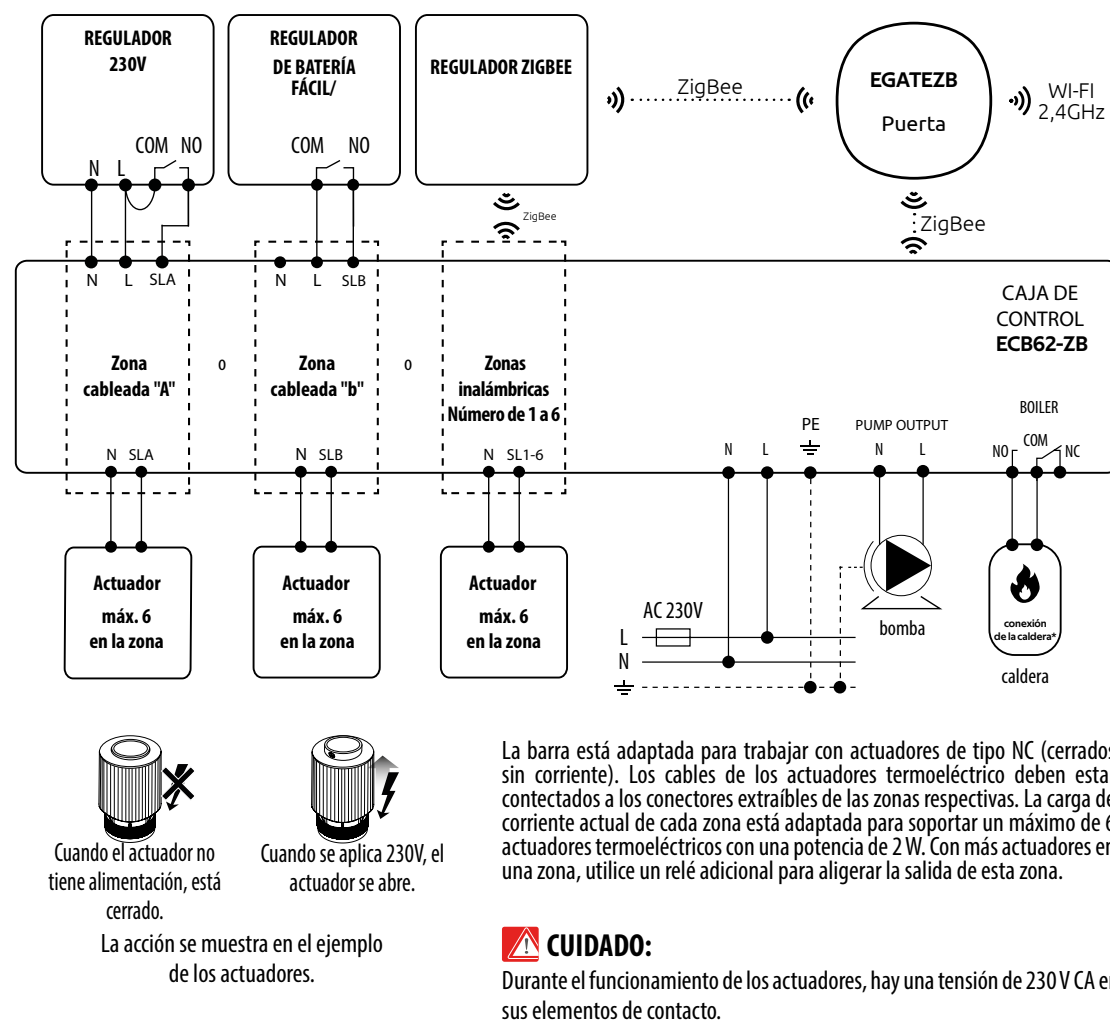 REGULADOR
230V
COM NO
N L
REGULADOR
DE BATERÍA
FÁCIL/
COM NO
REGULADOR ZIGBEE
ZigBee
EGATEZB
Puerta
WI-FI
2,4GHz
ZigBee
ZigBee
N L SLA
N L SLB
CAJA DE
CONTROL
ECB62-ZB
Zona
cableada "A"
o
Zona
cableada "b"
o
Zonas
inalámbricas
Número de 1 a 6
N SLA
N SLB
N SL1-6
N L
PE
PUMP OUTPUT
N L
BOILER
NO COM NC
Actuador
máx. 6
en la zona
Actuador
máx. 6
en la zona
Actuador
máx. 6
en la zona
AC 230V
L
N
bomba
conexión
de la caldera*
caldera
Cuando el actuador no
tiene alimentación, está
cerrado.
Cuando se aplica 230V, el
actuador se abre.
La acción se muestra en el ejemplo
de los actuadores.
La barra está adaptada para trabajar con actuadores de tipo NC (cerrados
sin corriente). Los cables de los actuadores termoeléctrico deben esta
contectados a los conectores extraíbles de las zonas respectivas. La carga de
corriente actual de cada zona está adaptada para soportar un máximo de 6
actuadores termoeléctricos con una potencia de 2 W. Con más actuadores en
una zona, utilice un relé adicional para aligerar la salida de esta zona.
CUIDADO:
Durante el funcionamiento de los actuadores, hay una tensión de 230 V CA en
sus elementos de contacto.